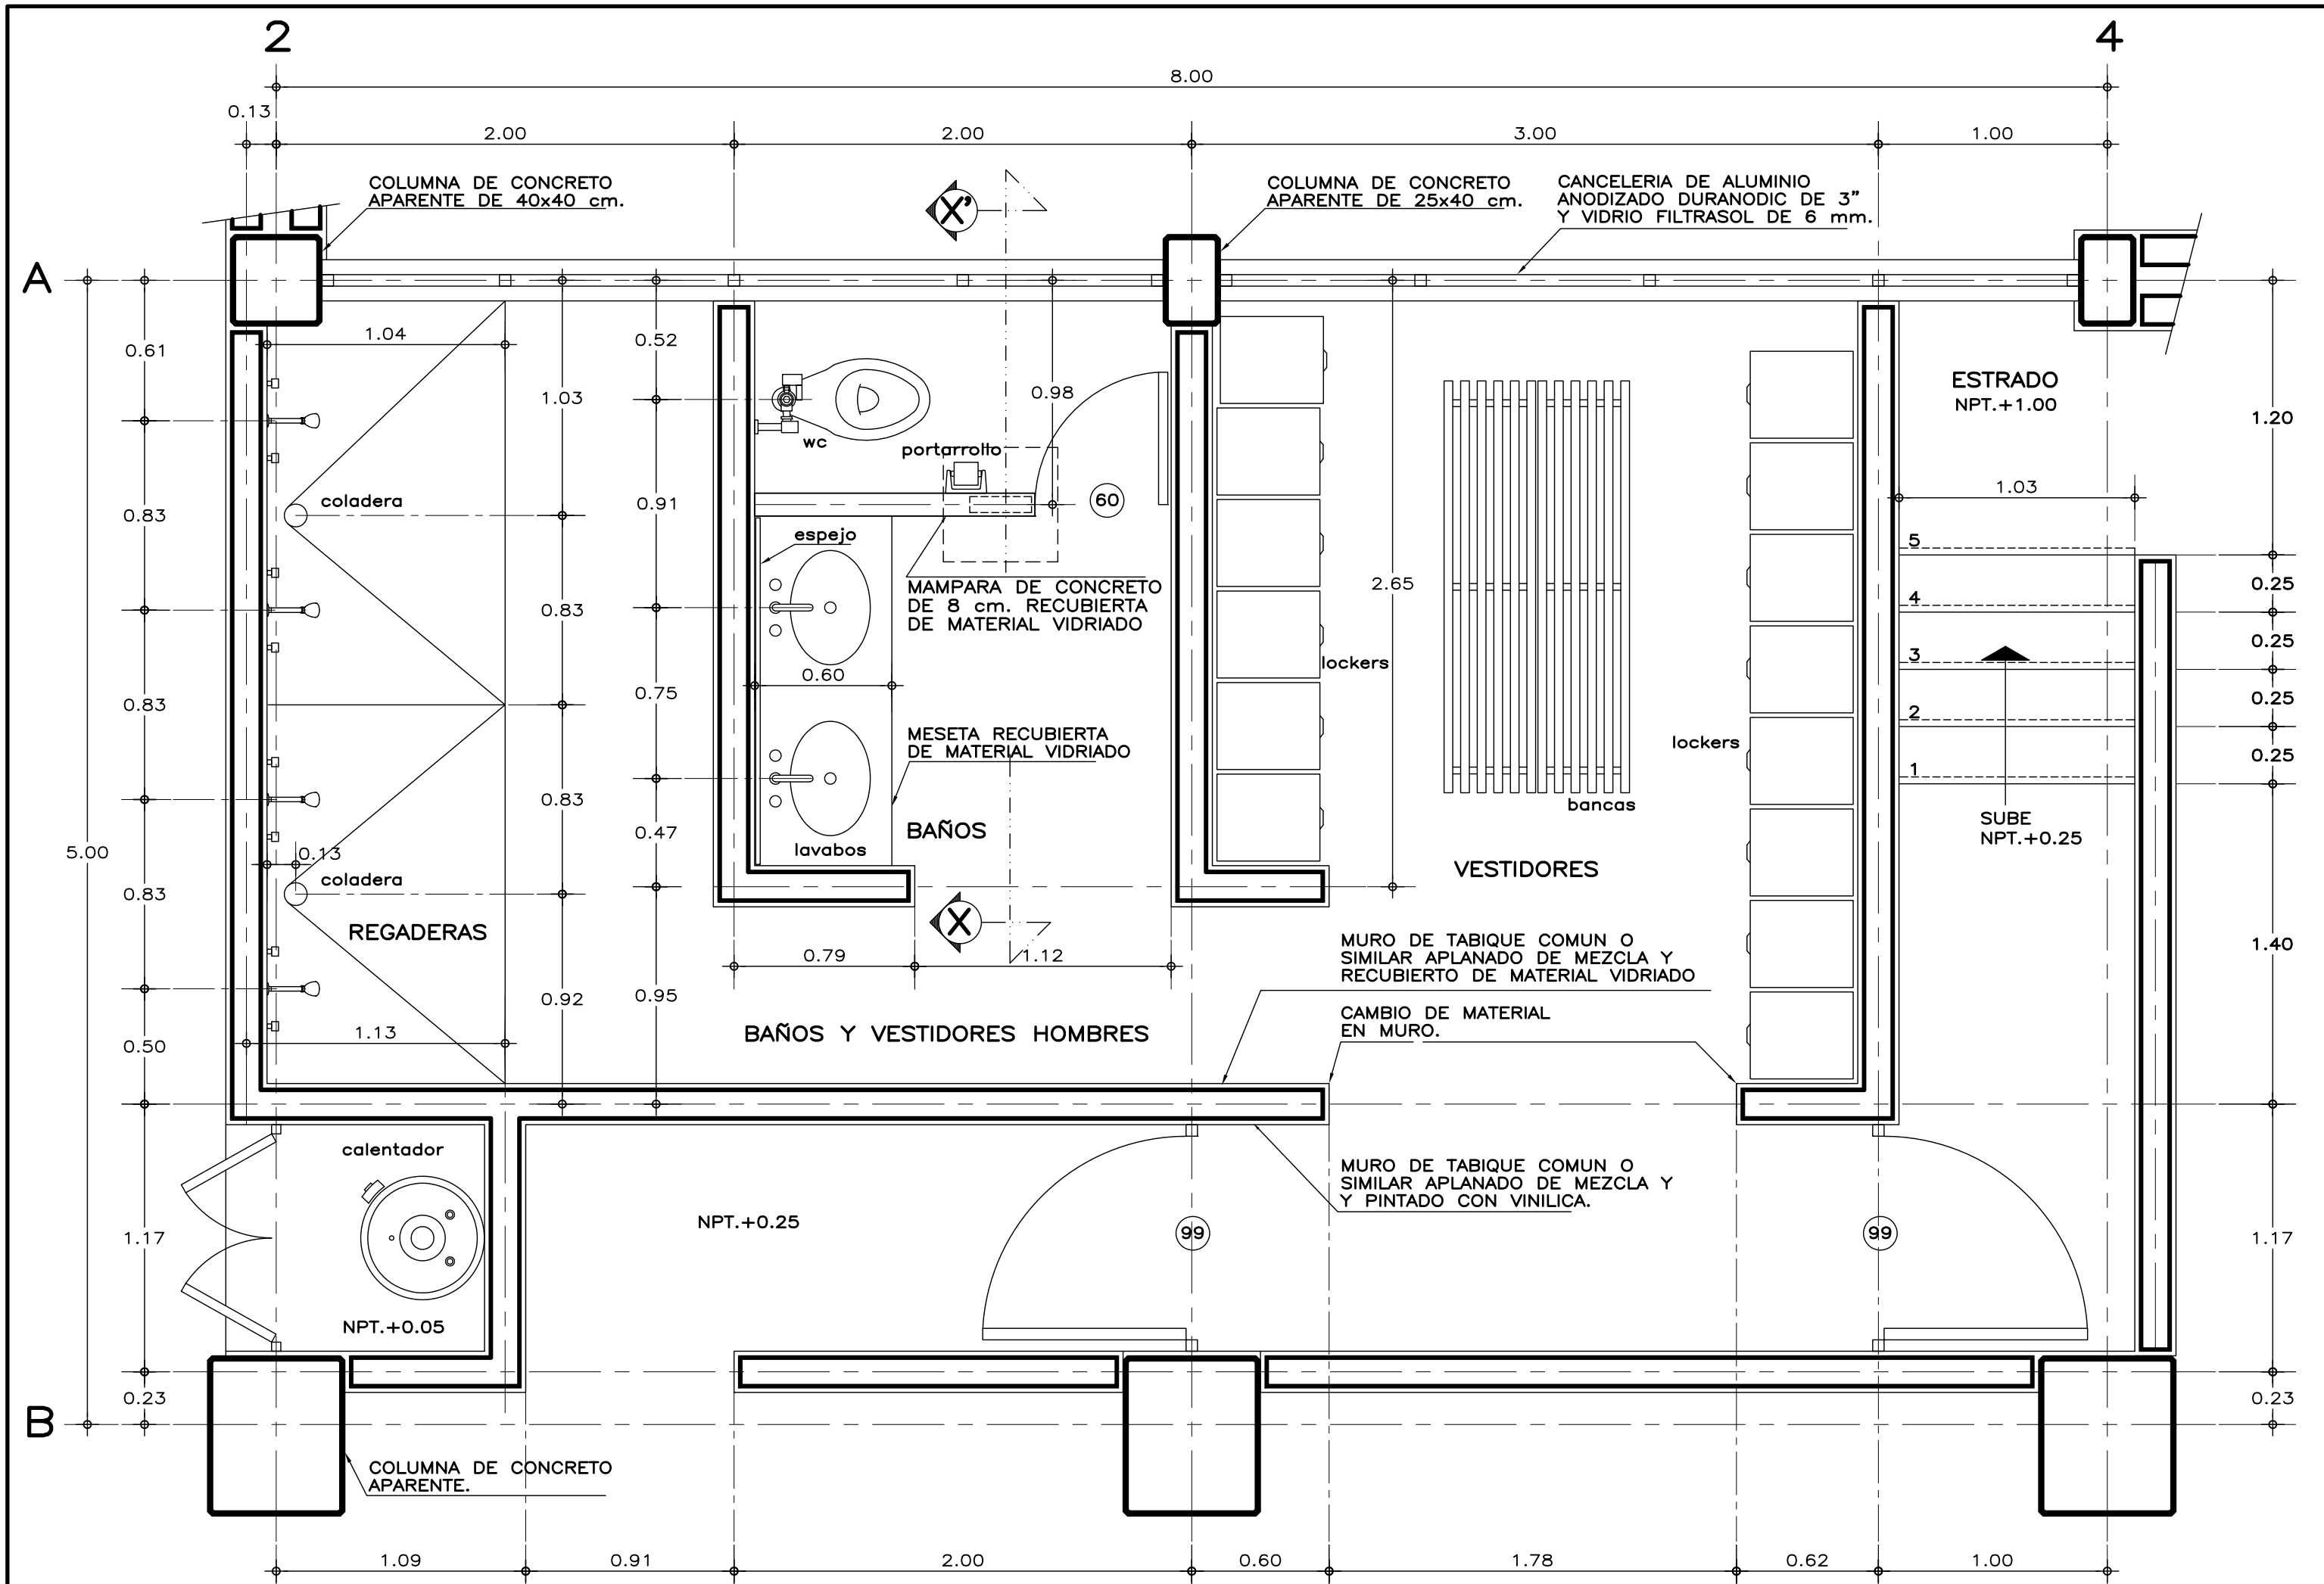 2
4
8.00
0.13
2.00
2.00
3.00
1.00
COLUMNA DE CONCRETO
APARENTE DE 40x40 cm.
X'
COLUMNA DE CONCRETO
APARENTE DE 25x40 cm.
CANCELERIA DE ALUMINIO
ANODIZADO DURANODIC DE 3"
Y VIDRIO FILTRASOL DE 6 mm.
A
0.61
1.04
0.52
1.03
0.98
ESTRADO
NPT.+1.00
1.20
wc
portarrollo
60
coladera
0.83
0.91
1.03
espejo
5
MAMPARA DE CONCRETO
DE 8 cm. RECUBIERTA
DE MATERIAL VIDRIADO
2.65
0.25
4
0.83
0.25
3
lockers
0.60
0.75
0.83
0.25
2
MESETA RECUBIERTA
DE MATERIAL VIDRIADO
lockers
0.25
1
0.83
bancas
SUBE
NPT.+0.25
BAÑOS
0.47
lavabos
5.00
0.13
coladera
0.83
VESTIDORES
REGADERAS
X
0.79
1.12
MURO DE TABIQUE COMUN O
SIMILAR APLANADO DE MEZCLA Y
RECUBIERTO DE MATERIAL VIDRIADO
1.40
0.92
0.95
CAMBIO DE MATERIAL
EN MURO.
0.50
1.13
BAÑOS Y VESTIDORES HOMBRES
calentador
MURO DE TABIQUE COMUN O
SIMILAR APLANADO DE MEZCLA Y
Y PINTADO CON VINILICA.
NPT.+0.25
99
99
1.17
1.17
NPT.+0.05
0.23
0.23
B
COLUMNA DE CONCRETO
APARENTE.
1.09
0.91
2.00
0.60
1.78
0.62
1.00